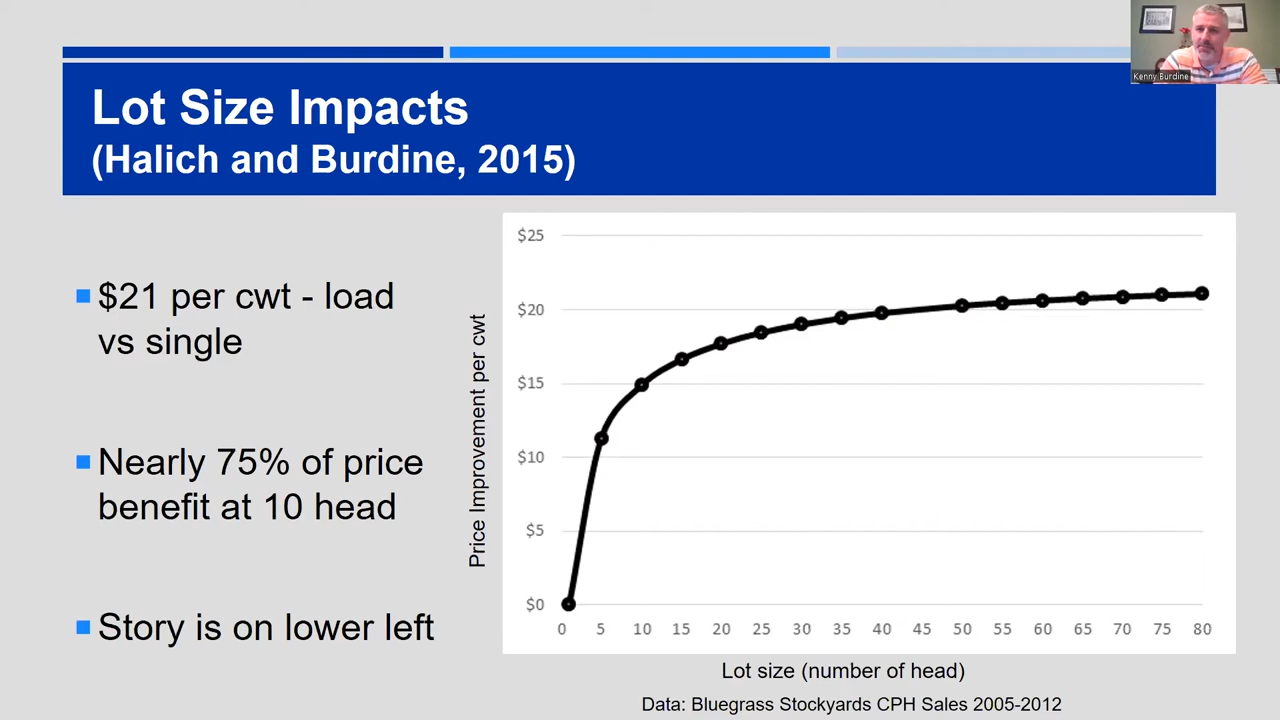 Kenny Burdine
Lot Size Impacts
(Halich and Burdine, 2015)
$21 per cwt - load
vs single
Nearly 75% of price
benefit at 10 head
Story is on lower left
Price Improvement per cwt
$25
$20
$15
$10
$5
$0
0 5 10 15 20 25 30 35 40 45 50 55 60 65 70 75 80
Lot size (number of head)
Data: Bluegrass Stockyards CPH Sales 2005-2012